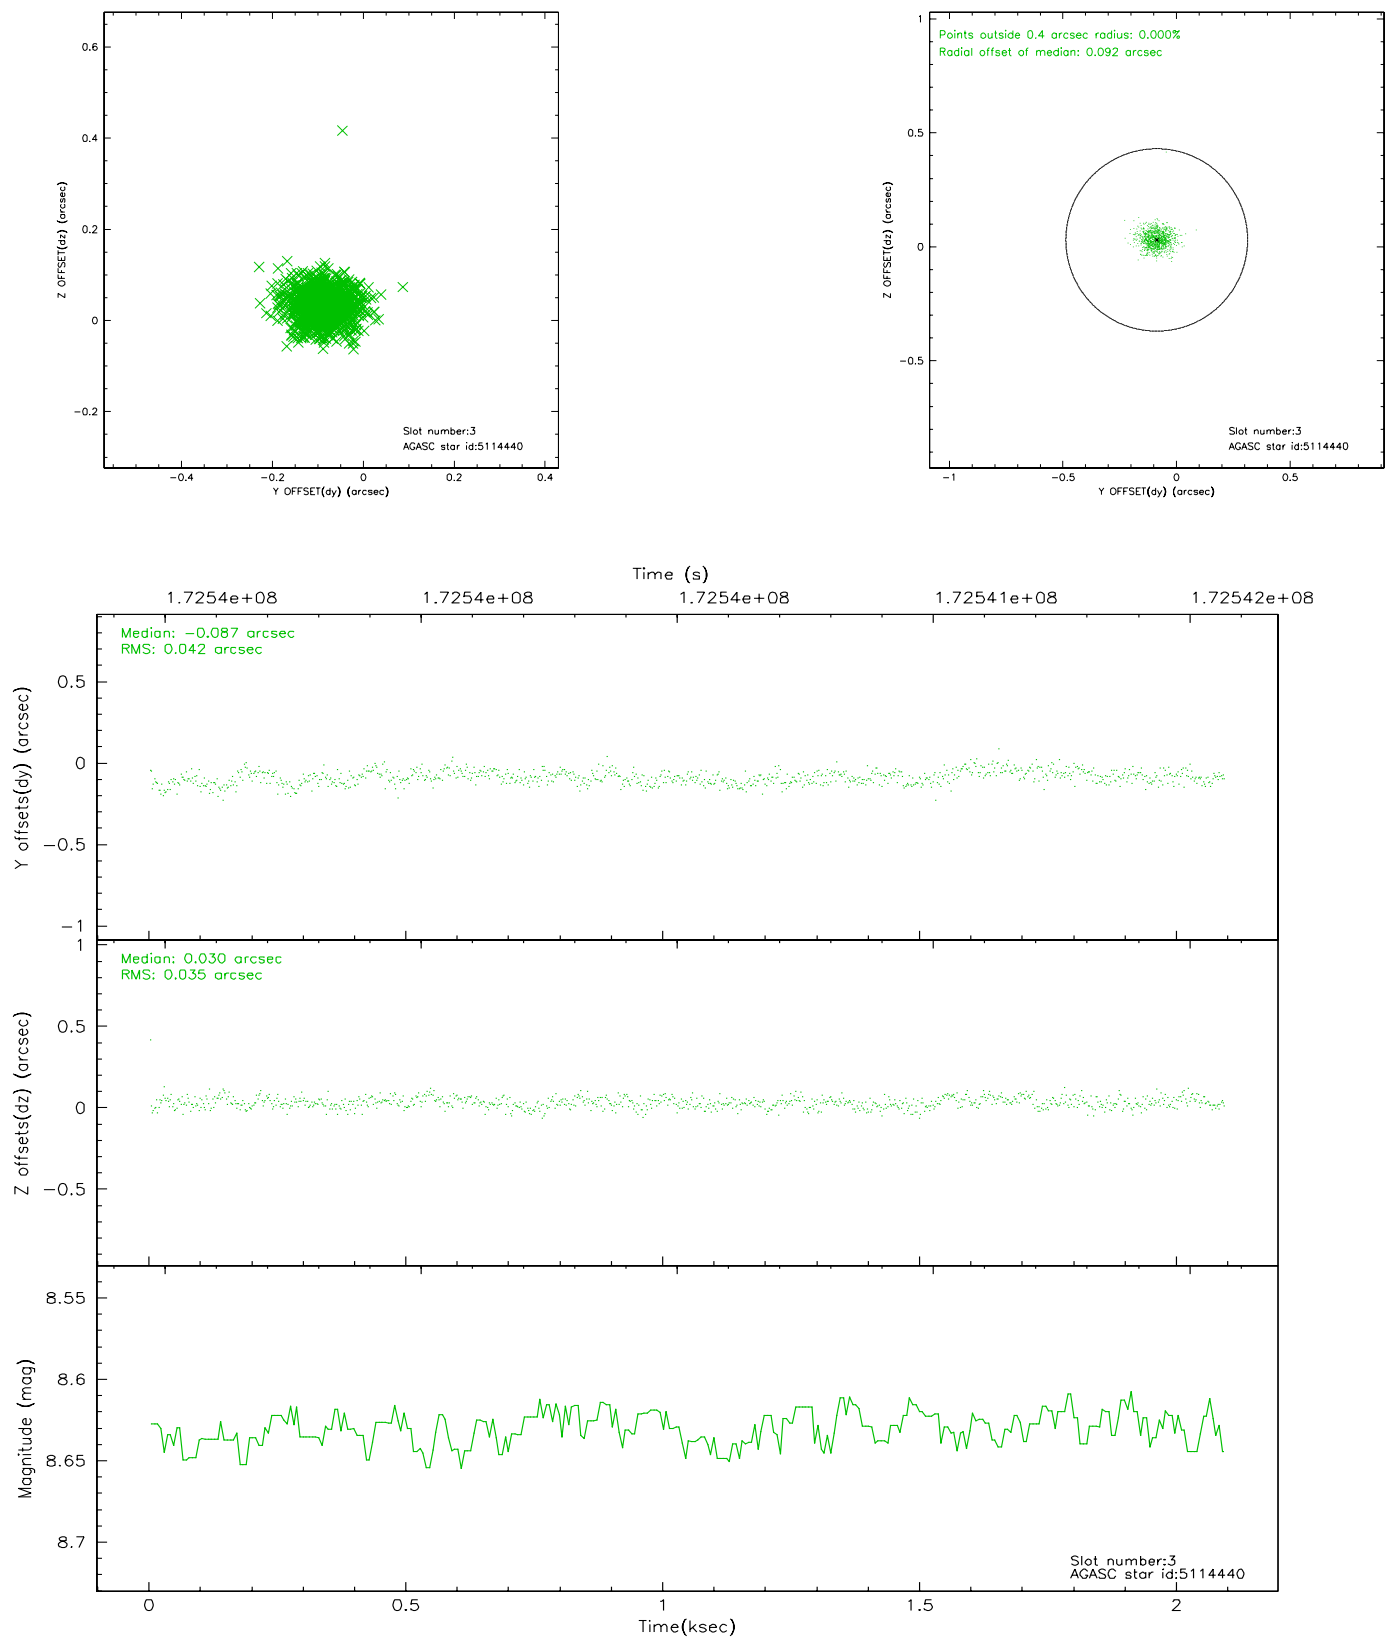 0.6
0.4
0.2
0
−0.2
Z OFFSET(dz) (arcsec)
Slot number:3
AGASC star id:5114440
−0.4 −0.2 0 0.2 0.4
Y OFFSET(dy) (arcsec)
Points outside 0.4 arcsec radius: 0.000%
Radial offset of median: 0.092 arcsec
1
0.5
0
−0.5
Z OFFSET(dz) (arcsec)
Slot number:3
AGASC star id:5114440
−1 −0.5 0 0.5
Y OFFSET(dy) (arcsec)
Time (s)
1.7254e+08 1.7254e+08 1.7254e+08 1.72541e+08 1.72542e+08
Median: −0.087 arcsec
RMS: 0.042 arcsec
0.5
0
−0.5
−1
Y offsets(dy) (arcsec)
Median: 0.030 arcsec
RMS: 0.035 arcsec
1
0.5
0
−0.5
Z offsets(dz) (arcsec)
8.55
8.6
8.65
8.7
Magnitude (mag)
Slot number:3
AGASC star id:5114440
0 0.5 1 1.5 2
Time(ksec)